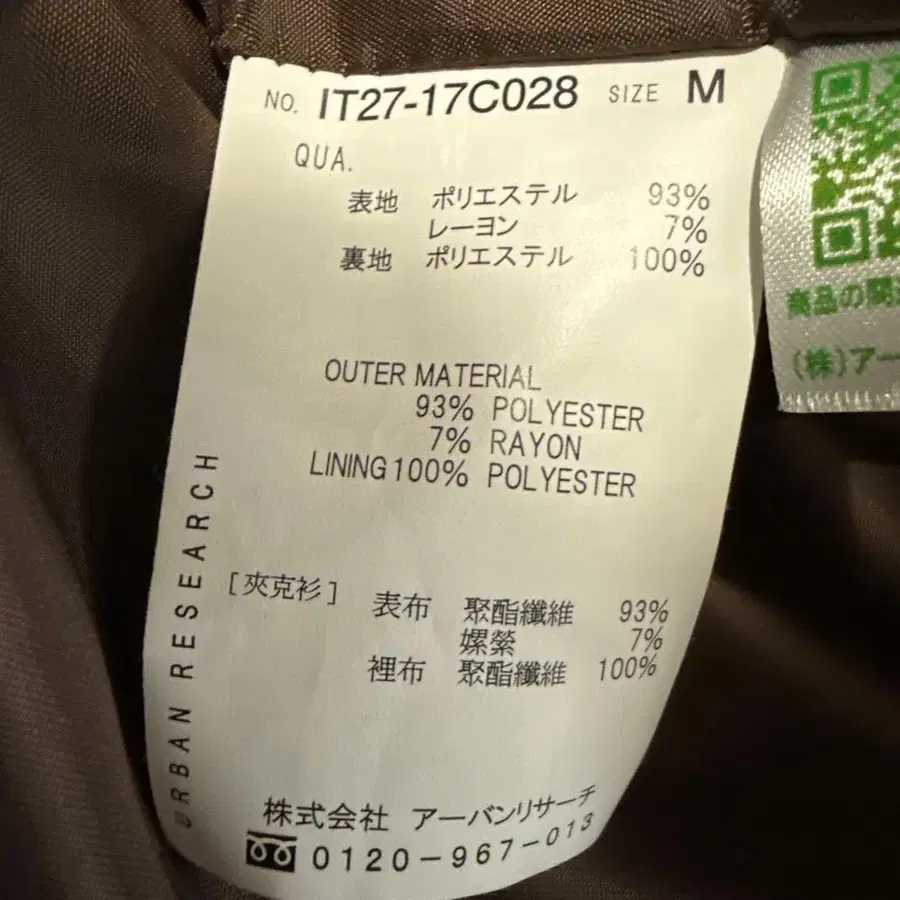 NO. IT27-17C028 SIZE M
QUA.
表地 ポリエステル 93%
レーヨン 7%
裏地 ポリエステル 100%
OUTER MATERIAL
93% POLYESTER
7% RAYON
LINING100% POLYESTER
[夾克衫] 表布 聚酯纖維 93%
嫘縈 7%
裡布 聚酯纖維 100%
URBAN RESEARCH
株式会社 アーバンリサーチ
0120-967-013
商品の関
(株)アー